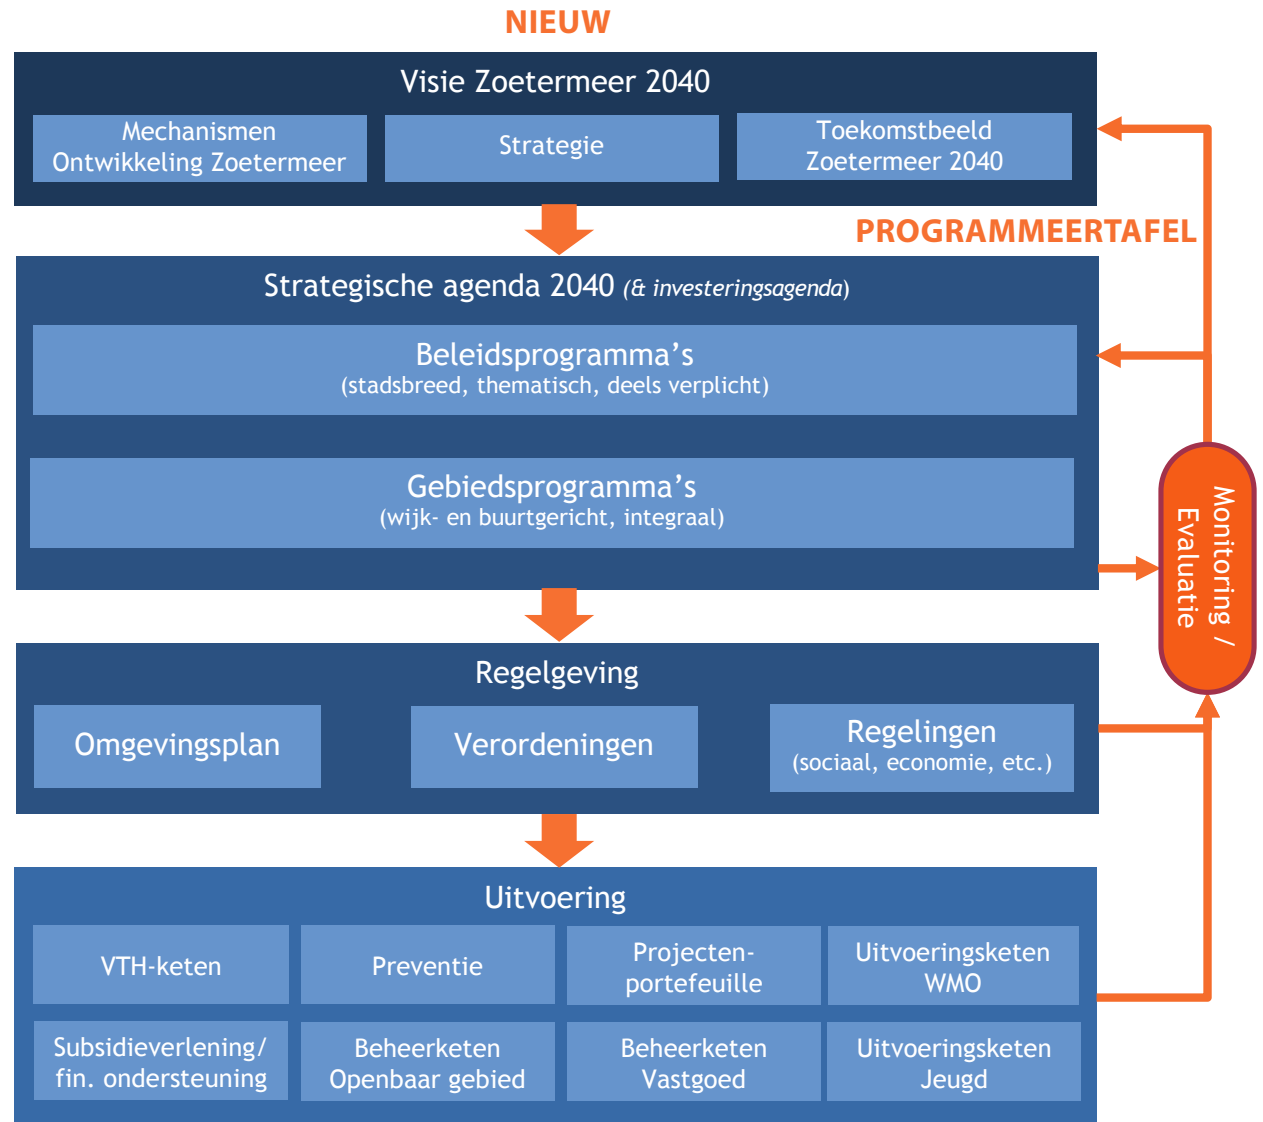 NIEUW
Visie Zoetermeer 2040
Mechanismen
Ontwikkeling Zoetermeer
Strategie
Toekomstbeeld
Zoetermeer 2040
PROGRAMMEERTAFEL
Strategische agenda 2040 (& investeringsagenda)
Beleidsprogramma’s
(stadsbreed, thematisch, deels verplicht)
Gebiedsprogramma’s
(wijk- en buurtgericht, integraal)
Monitoring /
Evaluatie
Regelgeving
Omgevingsplan
Verordeningen
Regelingen
(sociaal, economie, etc.)
Uitvoering
VTH-keten
Preventie
Projecten-
portefeuille
Uitvoeringsketen
WMO
Subsidieverlening/
fin. ondersteuning
Beheerketen
Openbaar gebied
Beheerketen
Vastgoed
Uitvoeringsketen
Jeugd